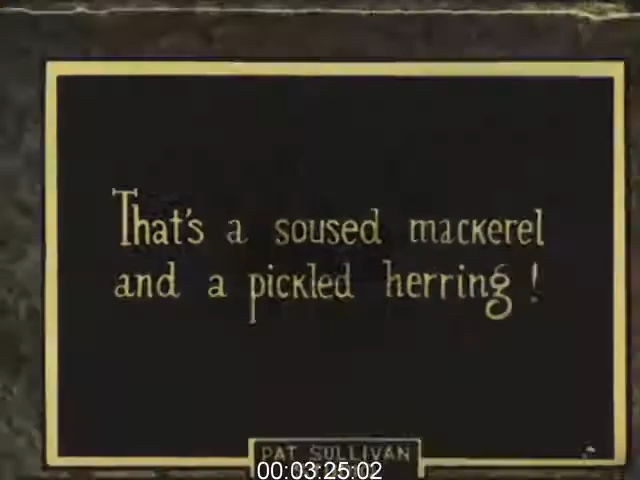 That's a soused mackerel
and a pickled herring !
PAT SULLIVAN
00:03:25:02